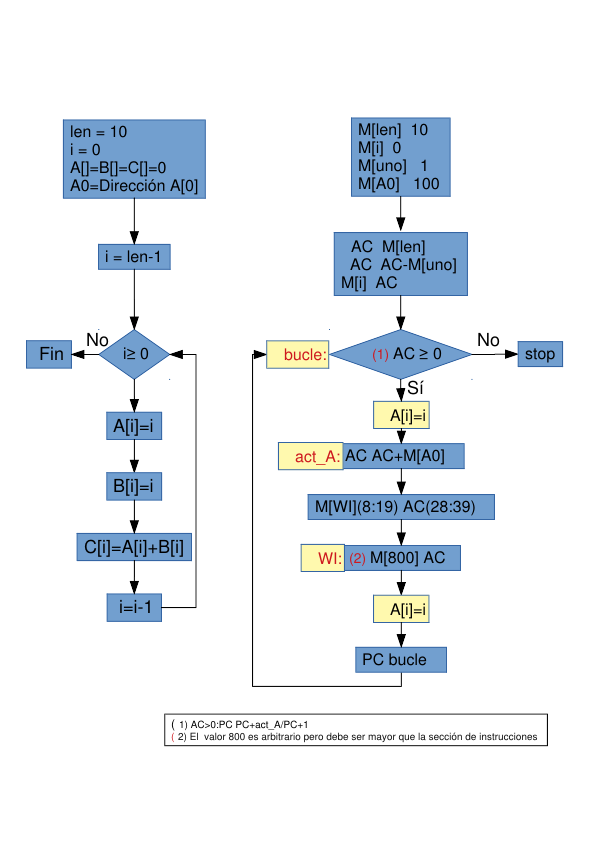 len = 10
i = 0
A[]=B[]=C[]=0
A0=Dirección A[0]
i = len-1
i≥ 0
No
Fin
A[i]=i
B[i]=i
C[i]=A[i]+B[i]
i=i-1
M[len] 10
M[i] 0
M[uno] 1
M[A0] 100
AC M[len]
AC AC-M[uno]
M[i] AC
bucle:
(1) AC ≥ 0
No
stop
Sí
A[i]=i
act_A: AC AC+M[A0]
M[WI](8:19) AC(28:39)
WI: (2) M[800] AC
A[i]=i
PC bucle
( 1) AC>0:PC PC+act_A/PC+1
( 2) El valor 800 es arbitrario pero debe ser mayor que la sección de instrucciones